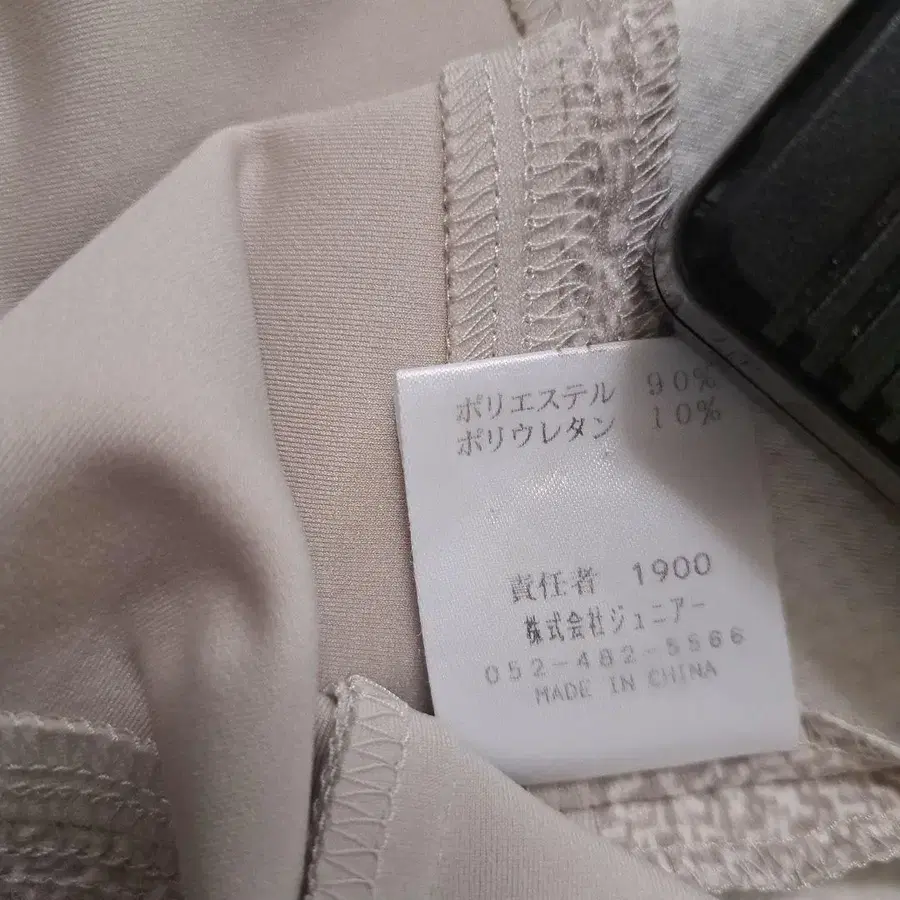 ポリエステル 90%
ポリウレタン 10%
責任者 1900
株式会社ジュニアー
052-482-5566
MADE IN CHINA